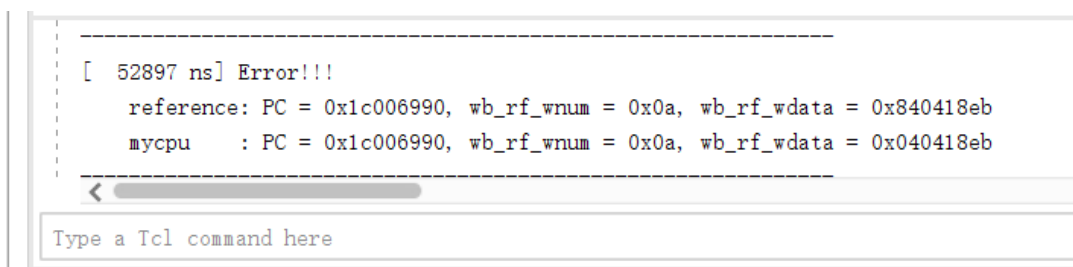 [  52897 ns] Error!!!
reference: PC = 0x1c006990, wb_rf_wnum = 0x0a, wb_rf_wdata = 0x840418eb
mycpu    : PC = 0x1c006990, wb_rf_wnum = 0x0a, wb_rf_wdata = 0x040418eb
Type a Tcl command here